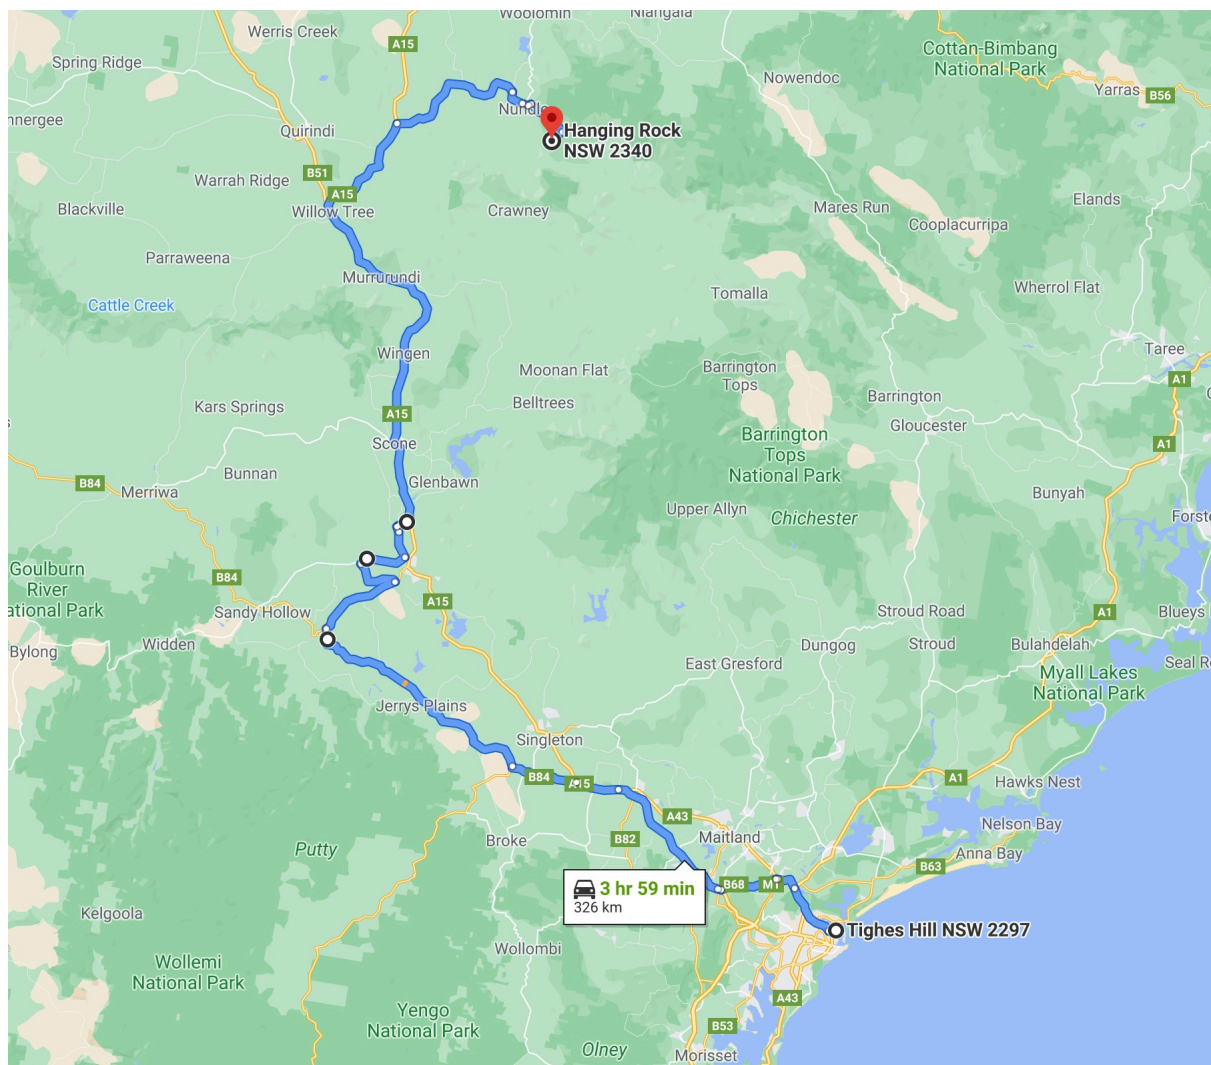 Woolomin
Niangala
Werris Creek
A15
Cottan-Bimbang
National Park
Spring Ridge
Nowendoc
Yarras
B56
nnergee
Nundle
Quirindi
Hanging Rock
NSW 2340
B51
Warrah Ridge
A15
Blackville
Willow Tree
Crawney
Mares Run
Elands
Cooplacurripa
Parraweena
Murrurundi
Tomalla
Wherrol Flat
Cattle Creek
Wingen
Taree
Moonan Flat
Barrington
Tops
A1
Kars Springs
A15
Belltrees
Barrington
Gloucester
Scone
Barrington
Tops
National Park
A1
Bunnan
Glenbawn
B84
Merriwa
Bunyah
Upper Allyn
Chichester
Forste
Goulburn
River
ational Park
B84
A15
Sandy Hollow
Stroud Road
A1
Blueys
Bylong
Widden
Dungog
Stroud
Bulahdelah
East Gresford
Seal R
Myall Lakes
National Park
Jerrys Plains
Singleton
B84
A15
A1
Hawks Nest
A43
Nelson Bay
Broke
B82
Maitland
Anna Bay
Putty
B63
3 hr 59 min
326 km
B68
M1
Kelgoola
Tighes Hill NSW 2297
Wollombi
Wollemi
National Park
A43
Yengo
National Park
B53
Olney
Morisset